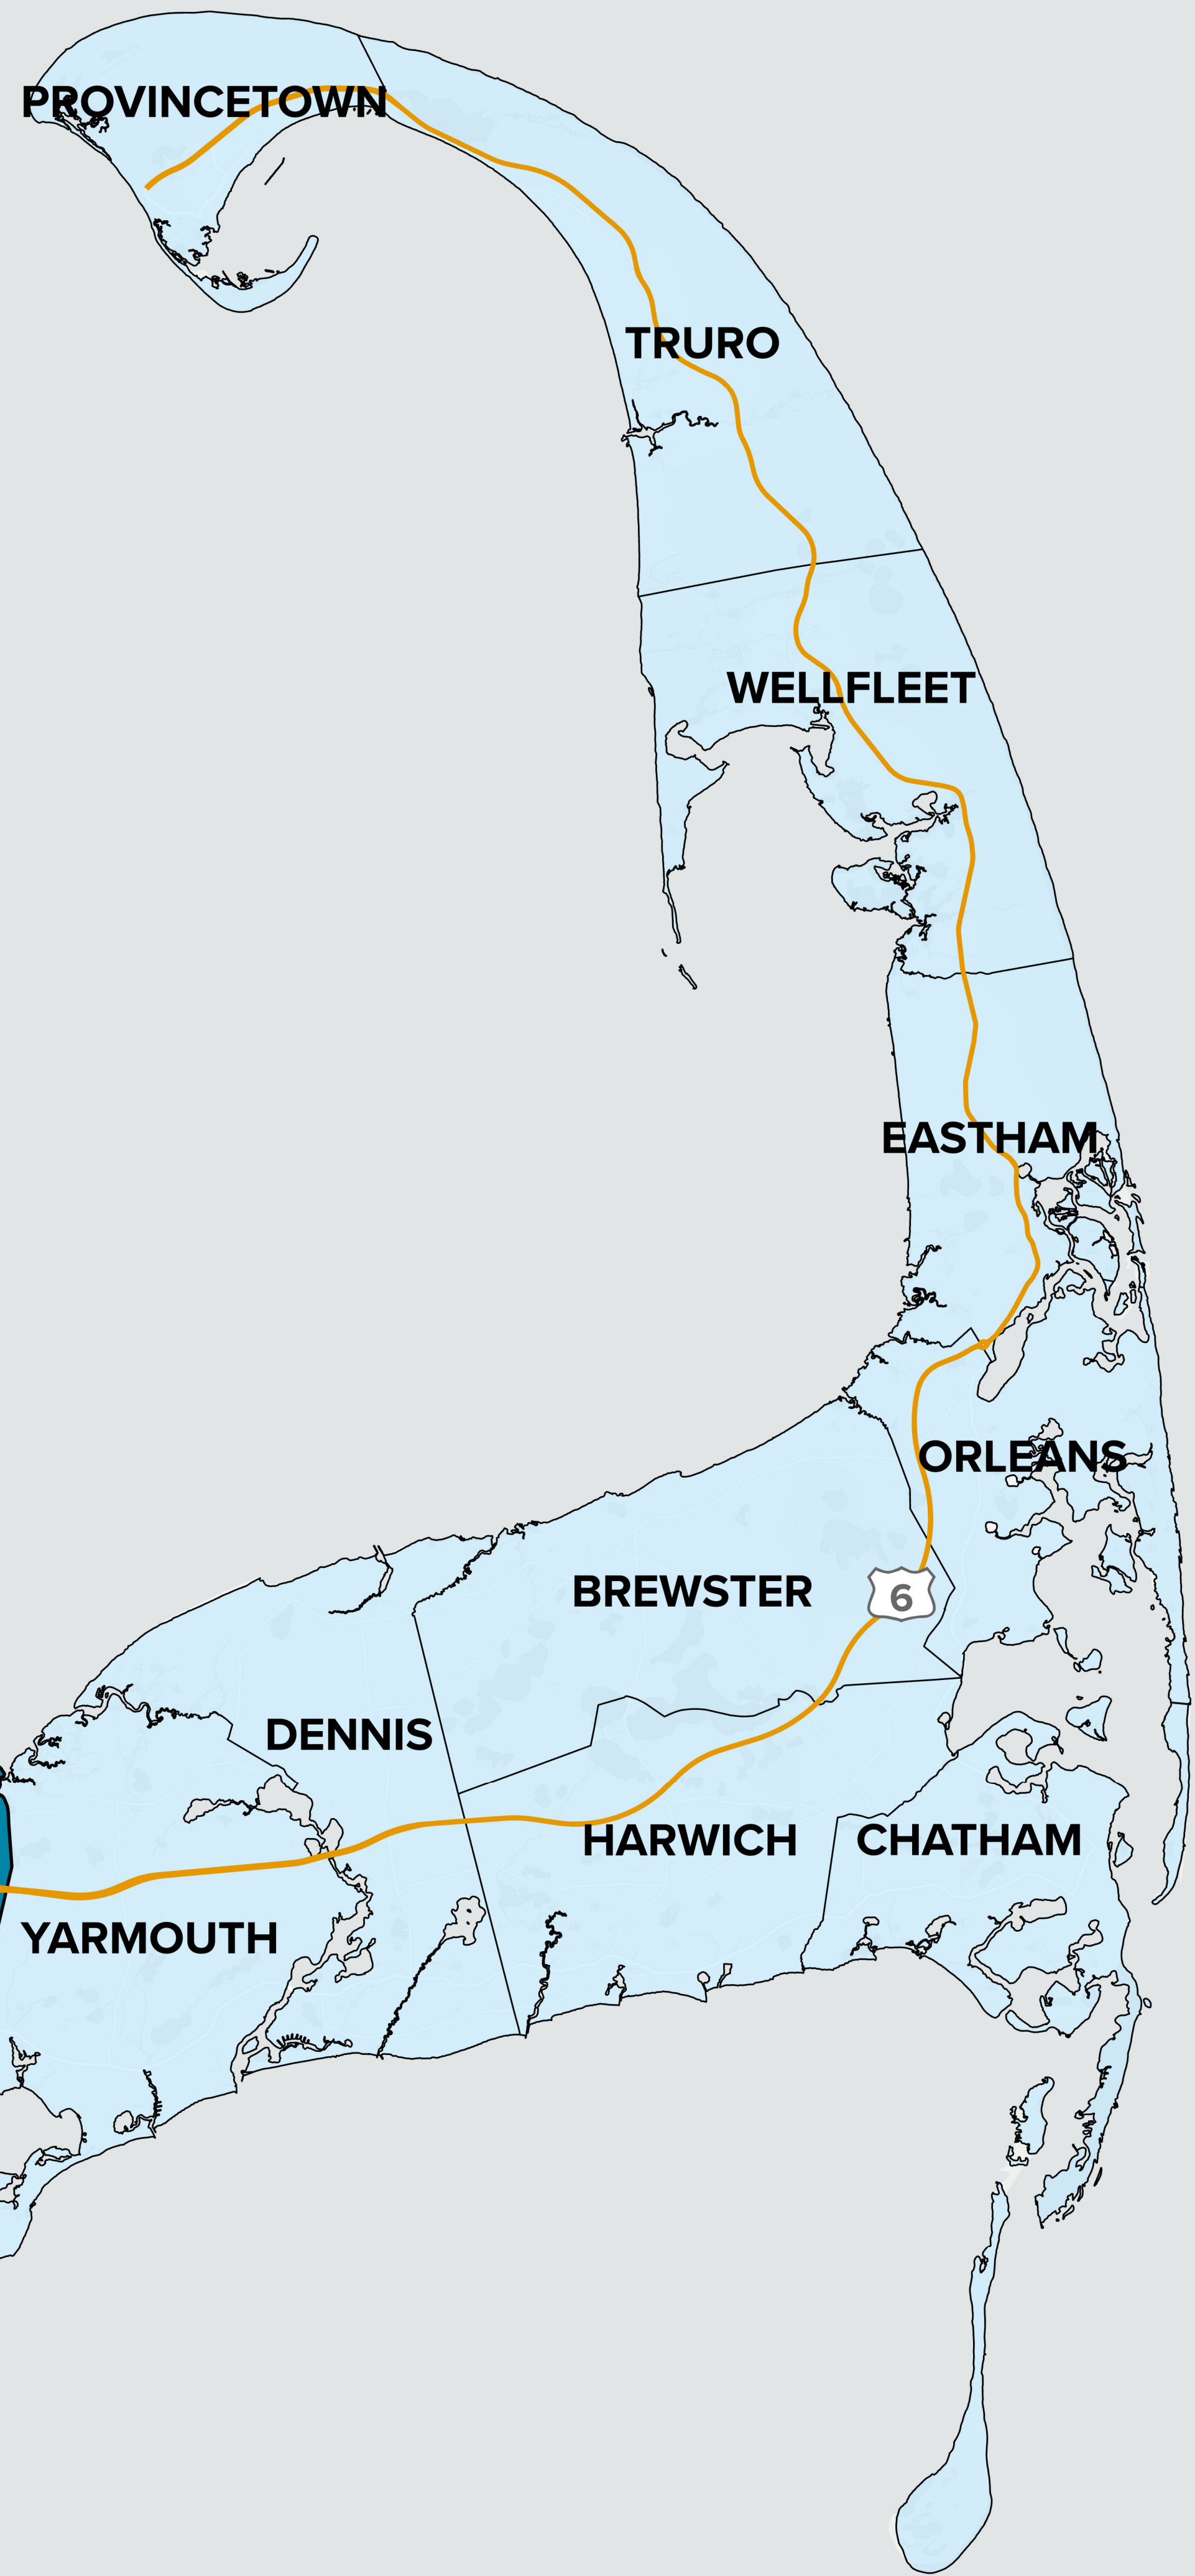 PROVINCETOWN
TRURO
WELLFLEET
EASTHAM
ORLEANS
BREWSTER
6
DENNIS
HARWICH
CHATHAM
YARMOUTH